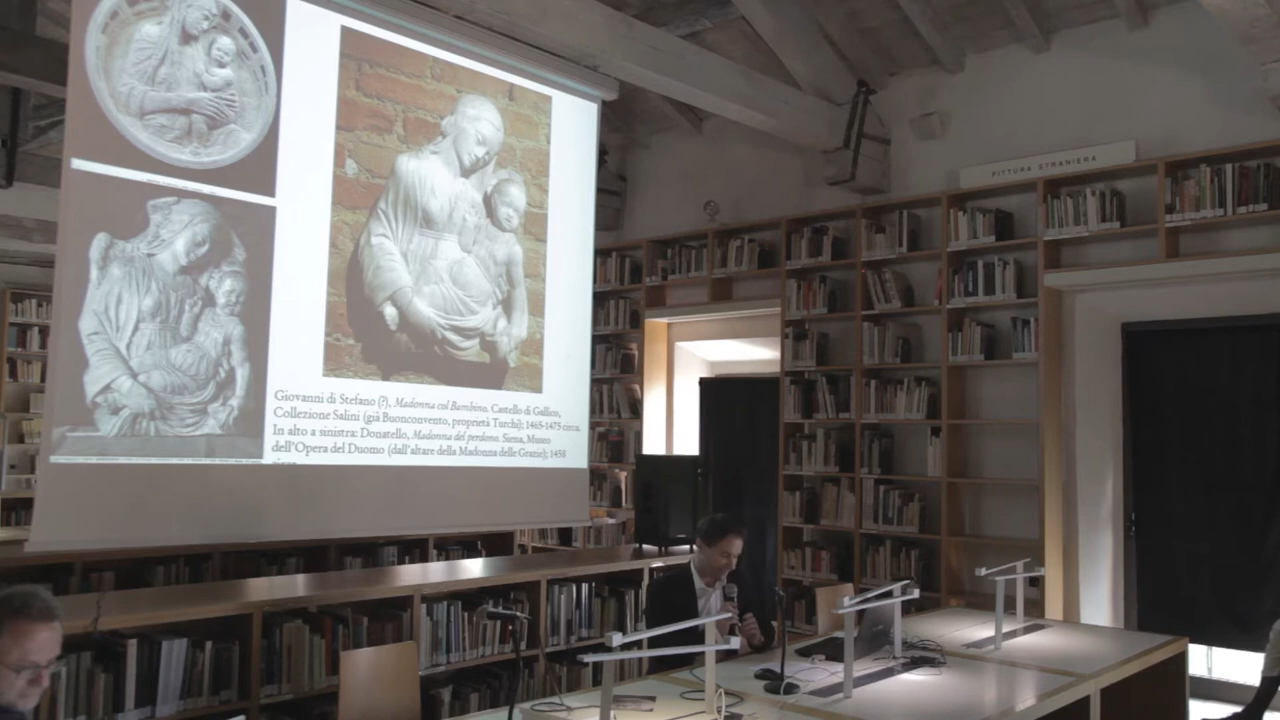 PITTURA STRANIERA
Giovanni di Stefano (?), Madonna col Bambino. Castello di Gallico,
Collezione Salini (già Buonconvento, proprietà Turchi); 1465-1475 circa.
In alto a sinistra: Donatello, Madonna del perdono. Siena, Museo
dell'Opera del Duomo (dall'altare della Madonna delle Grazie); 1458